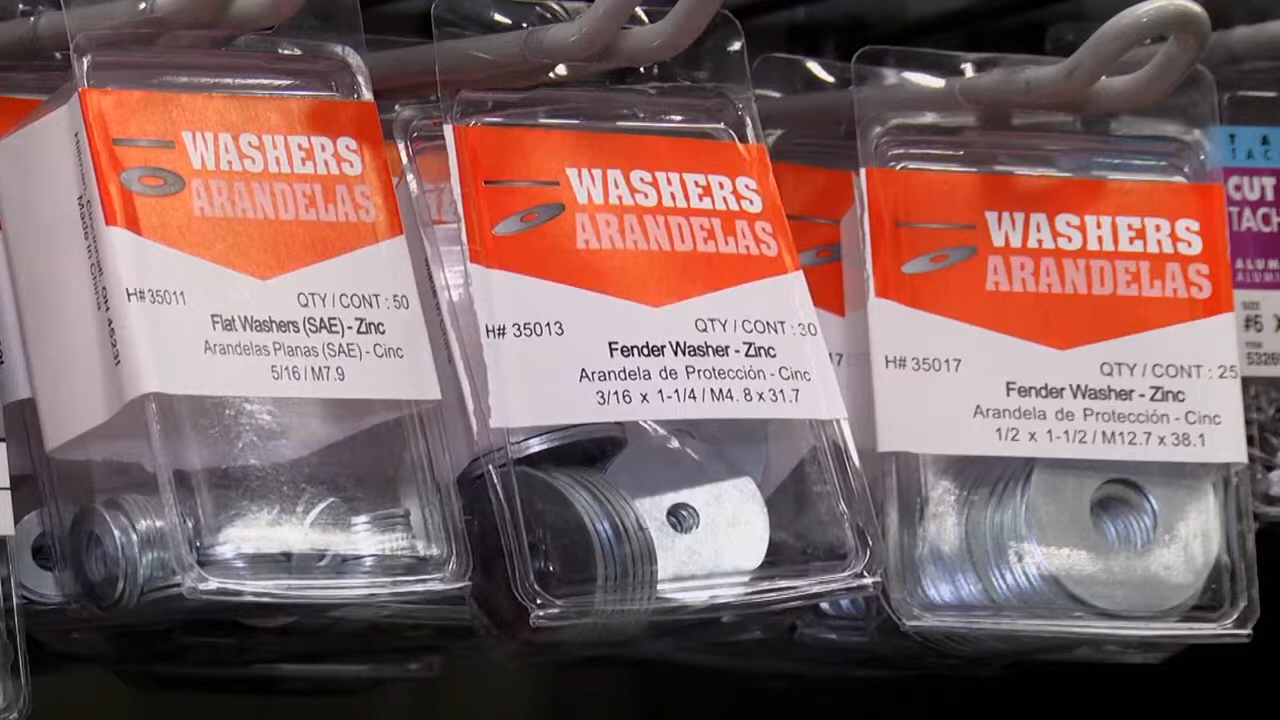 WASHERS
ARANDELAS
H# 35011
QTY / CONT : 50
Flat Washers (SAE) - Zinc
Arandelas Planas (SAE) - Cinc
5/16 / M7.9
Made in China
WASHERS
ARANDELAS
H# 35013
QTY / CONT : 30
Fender Washer - Zinc
Arandela de Protección - Cinc
3/16 x 1-1/4 / M4. 8 x 31.7
WASHERS
ARANDELAS
H# 35017
QTY / CONT : 25
Fender Washer - Zinc
Arandela de Protección - Cinc
1/2 x 1-1/2 / M12.7 x 38.1
CUT
TACH
SIZE
#6